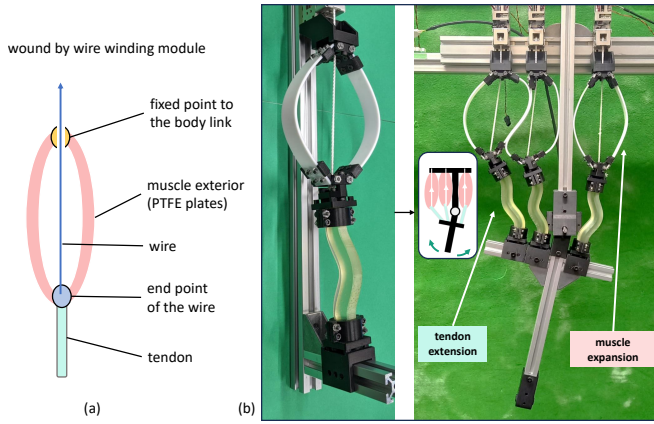 wound by wire winding module
fixed point to
the body link
muscle exterior
(PTFE plates)
wire
end point
of the wire
tendon
(a)
(b)
tendon
extension
muscle
expansion